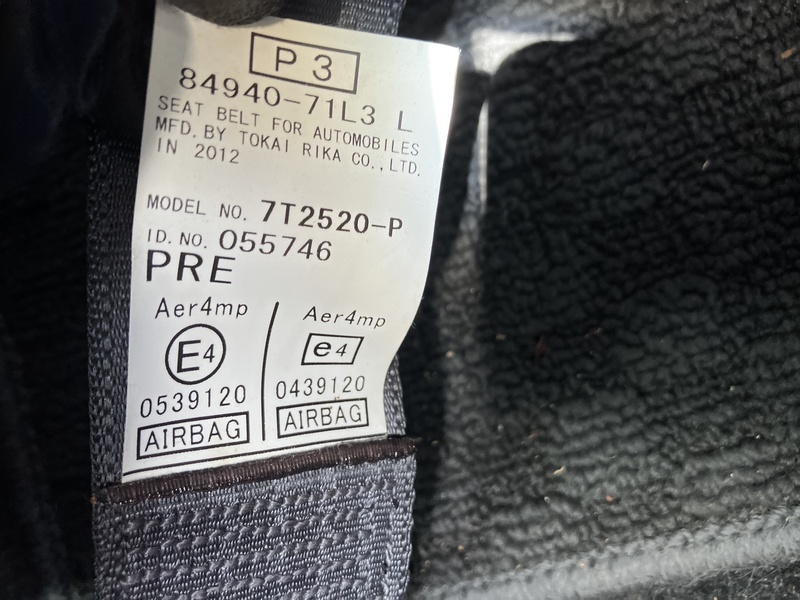 P3
84940-71L3 L
SEAT BELT FOR AUTOMOBILES
MFD. BY TOKAI RIKA CO., LTD.
IN 2012
MODEL NO. 7T2520-P
ID. NO. 055746
PRE
Aer4mp
E4
0539120
AIRBAG
Aer4mp
e4
0439120
AIRBAG